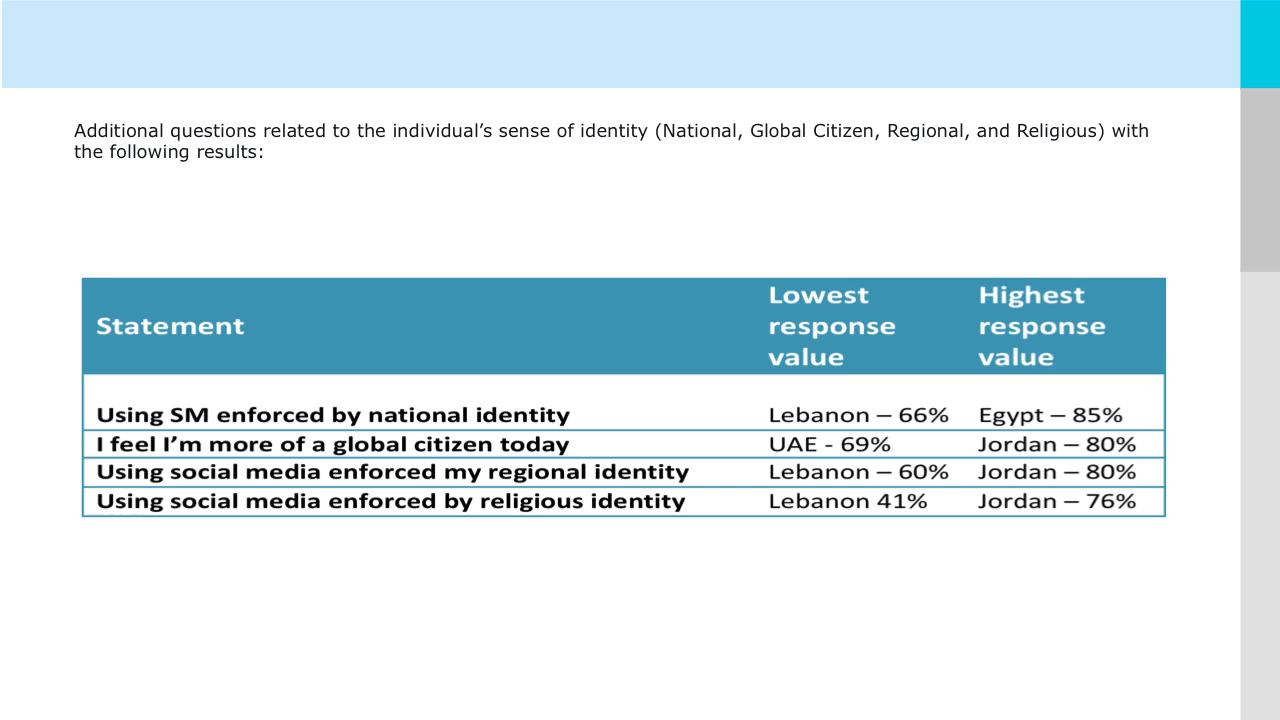 Additional questions related to the individual’s sense of identity (National, Global Citizen, Regional, and Religious) with
the following results:
Statement
Lowest response value
Highest response value
Using SM enforced by national identity Lebanon – 66% Egypt – 85%
I feel I’m more of a global citizen today UAE - 69% Jordan – 80%
Using social media enforced my regional identity Lebanon – 60% Jordan – 80%
Using social media enforced by religious identity Lebanon 41% Jordan – 76%